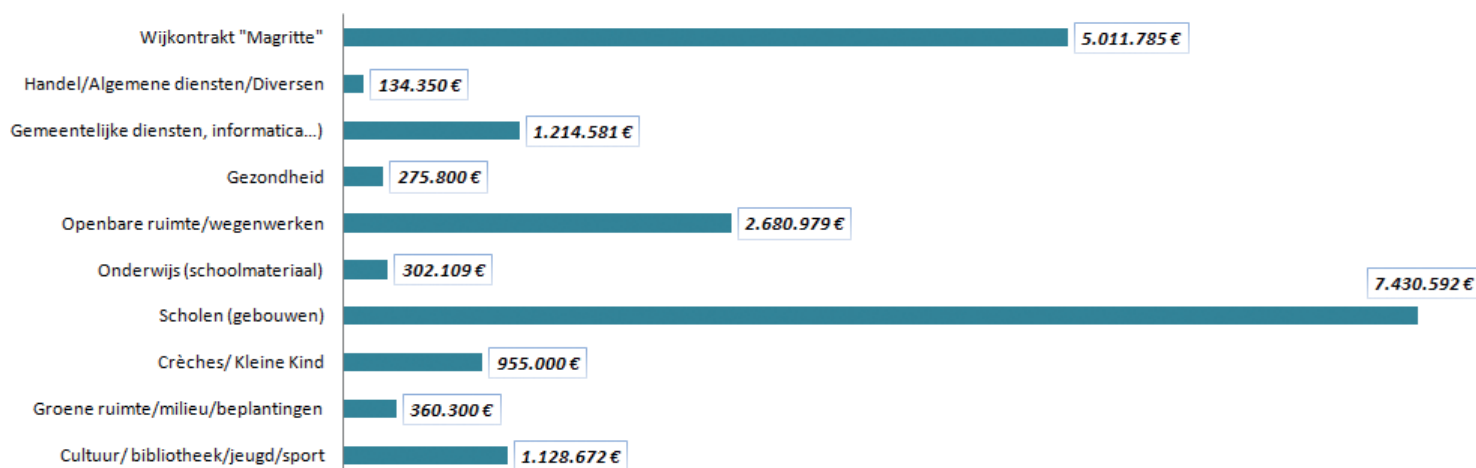 Wijkontrakt "Magritte" 5.011.785 €
Handel/Algemene diensten/Diversen 134.350 €
Gemeentelijke diensten, informatica...) 1.214.581 €
Gezondheid 275.800 €
Openbare ruimte/wegenwerken 2.680.979 €
Onderwijs (schoolmateriaal) 302.109 €
Scholen (gebouwen) 7.430.592 €
Crèches/ Kleine Kind 955.000 €
Groene ruimte/milieu/beplantingen 360.300 €
Cultuur/ bibliotheek/jeugd/sport 1.128.672 €